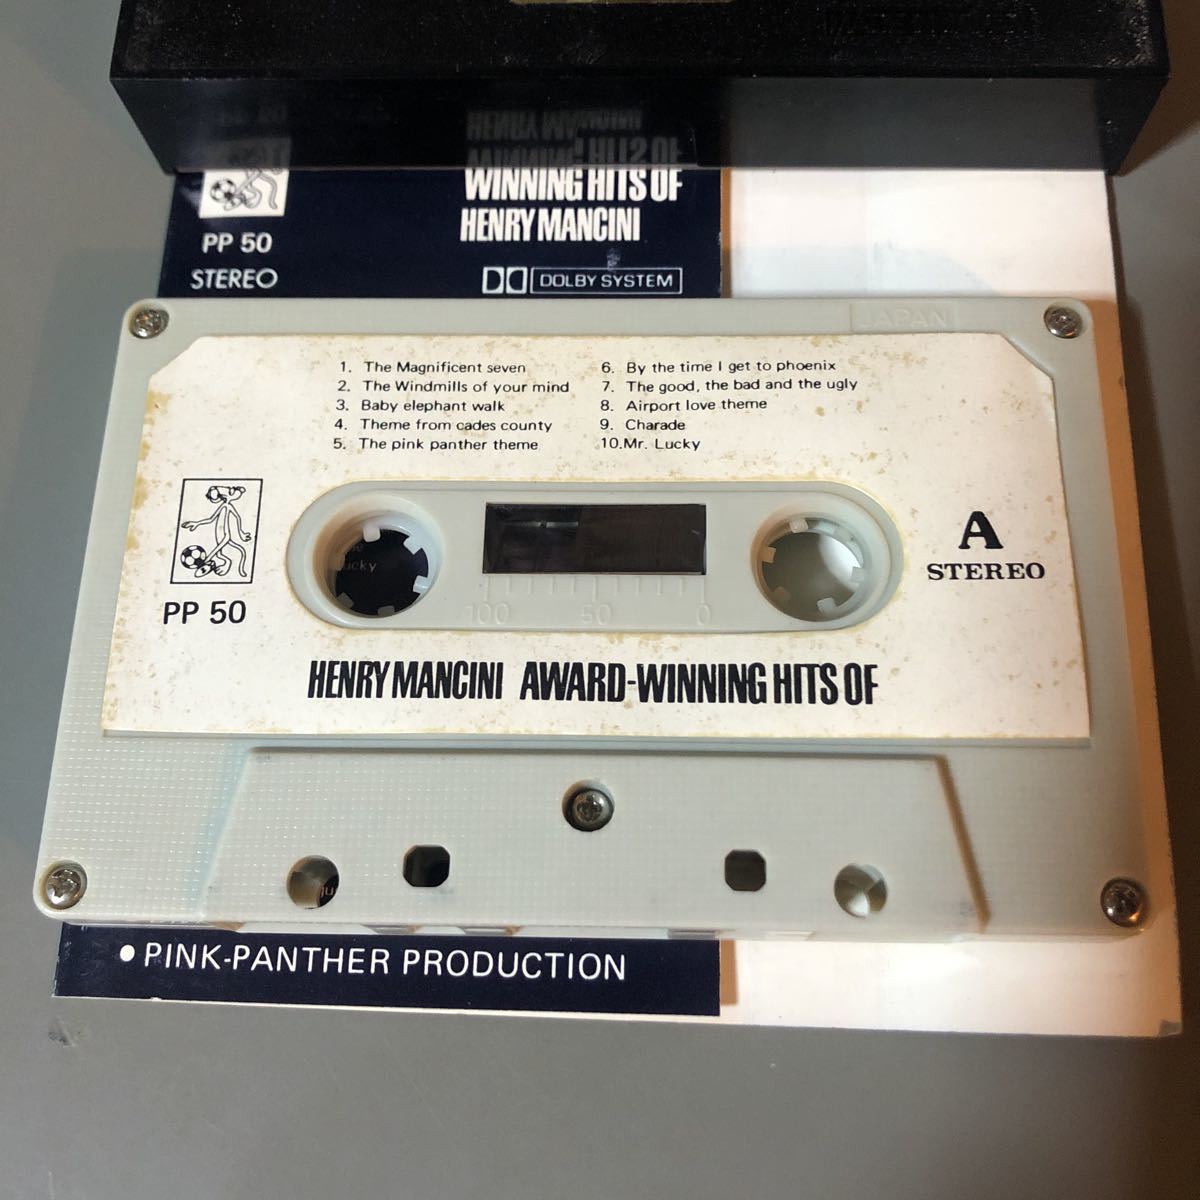 WINNING HITS OF
HENRY MANCINI
PP 50
STEREO
DOLBY SYSTEM
JAPAN
1. The Magnificent seven
2. The Windmills of your mind
3. Baby elephant walk
4. Theme from cades county
5. The pink panther theme
6. By the time I get to phoenix
7. The good, the bad and the ugly
8. Airport love theme
9. Charade
10.Mr. Lucky
PP 50
A
STEREO
ucky
100 50 0
HENRY MANCINI AWARD-WINNING HITS OF
• PINK-PANTHER PRODUCTION